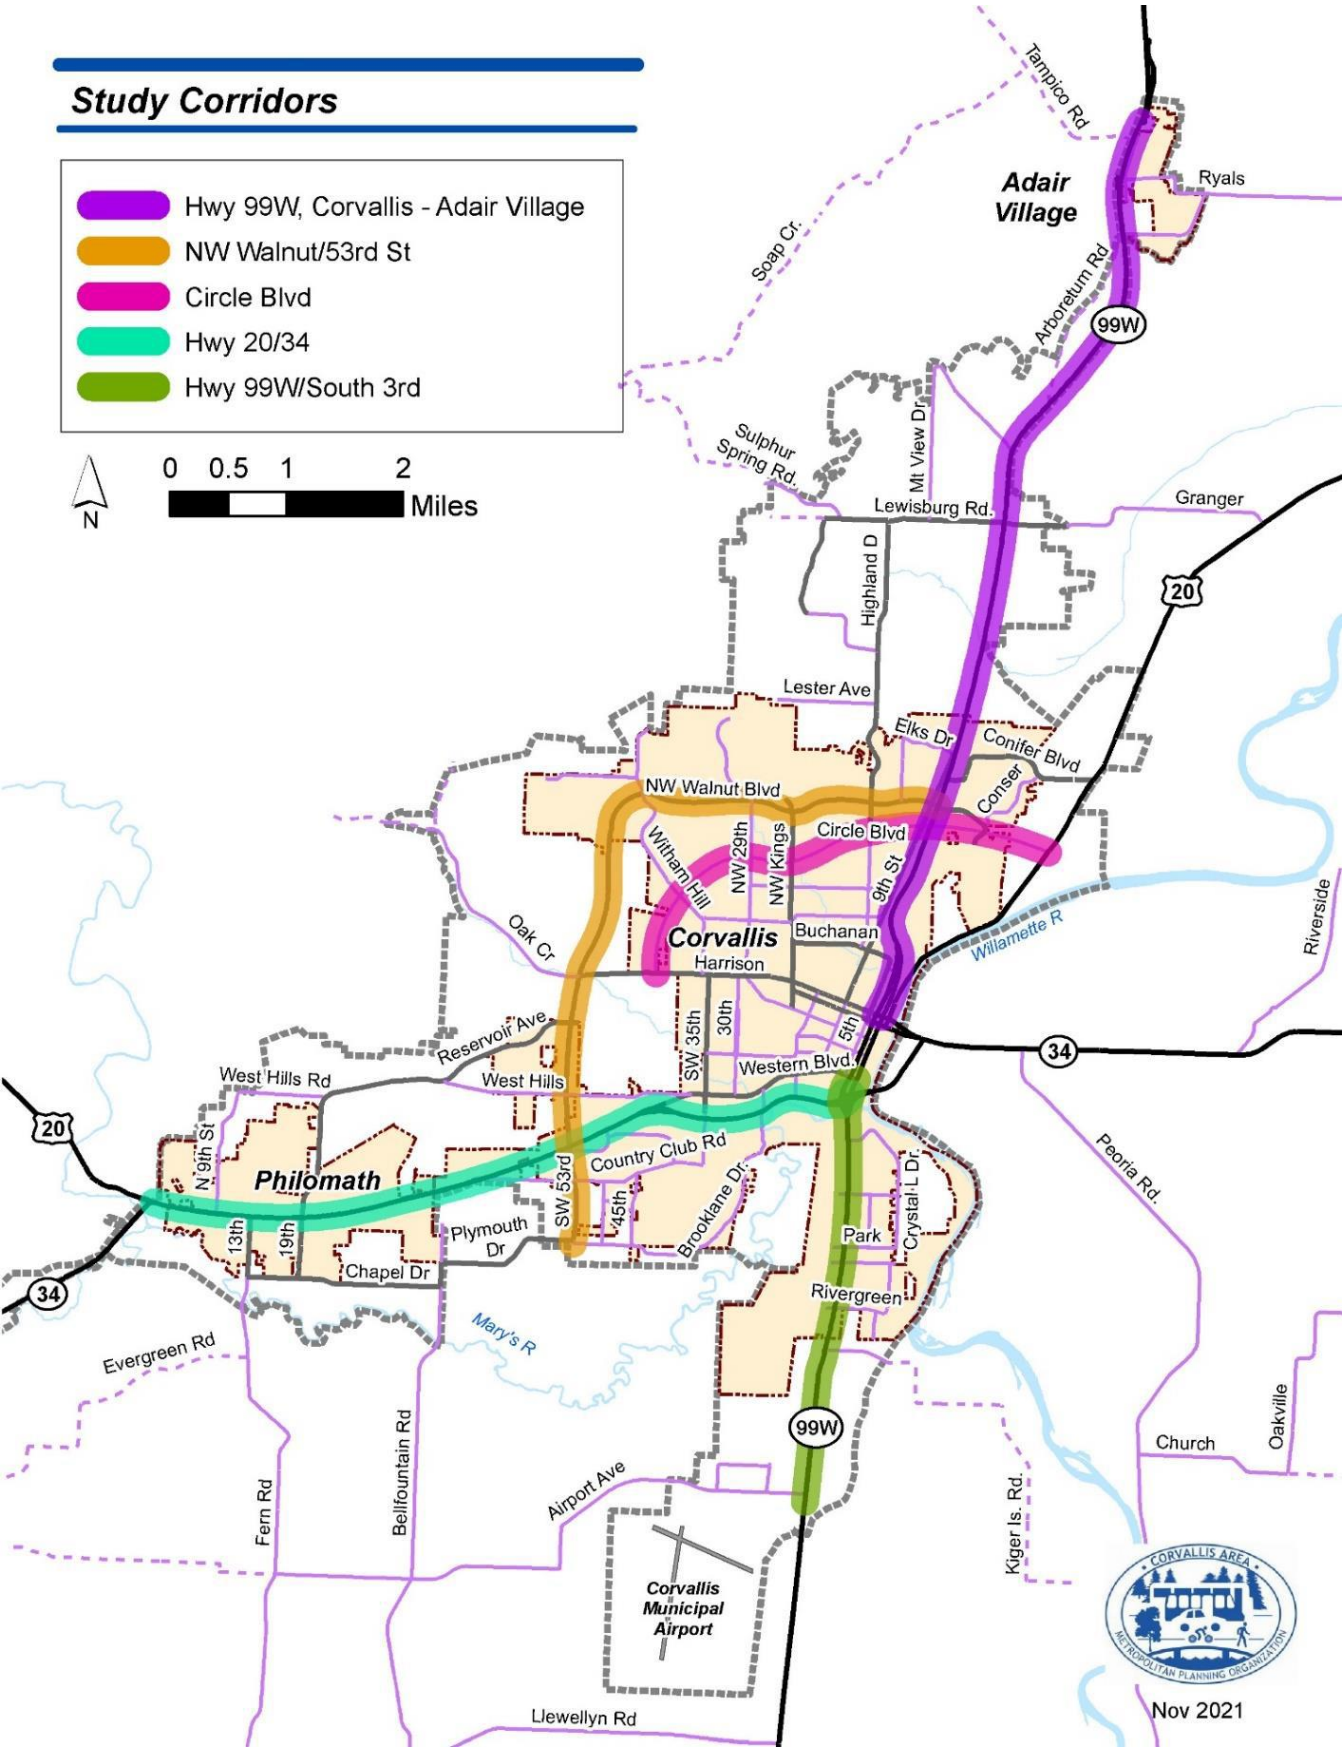 Study Corridors
Hwy 99W, Corvallis - Adair Village
NW Walnut/53rd St
Circle Blvd
Hwy 20/34
Hwy 99W/South 3rd
N
0 0.5 1 2
Miles
Tampico Rd
Adair
Village
Ryals
Soap Cr.
Arboretum Rd
99W
Sulphur
Spring Rd.
Mt View Dr
Lewisburg Rd.
Granger
Highland D
20
Lester Ave
Elks Dr
Conifer Blvd
Conser
NW Walnut Blvd
Circle Blvd
Witham Hill
NW 29th
NW Kings
9th St
Oak Cr
Corvallis
Buchanan
Harrison
Willamette R
Riverside
Reservoir Ave
SW 35th
30th
5th
34
West Hills Rd
West Hills
Western Blvd.
20
N 9th St
Philomath
Country Club Rd
Peoria Rd.
13th
19th
Plymouth
Dr
SW 53rd
45th
Brooklane Dr.
Crystal L Dr.
Park
Chapel Dr
34
Rivergreen
Mary's R
Evergreen Rd
99W
Oakville
Church
Fern Rd
Bellfountain Rd
Airport Ave
Kiger Is. Rd.
Corvallis
Municipal
Airport
Llewellyn Rd
CORVALLIS AREA
METROPOLITAN PLANNING ORGANIZATION
Nov 2021